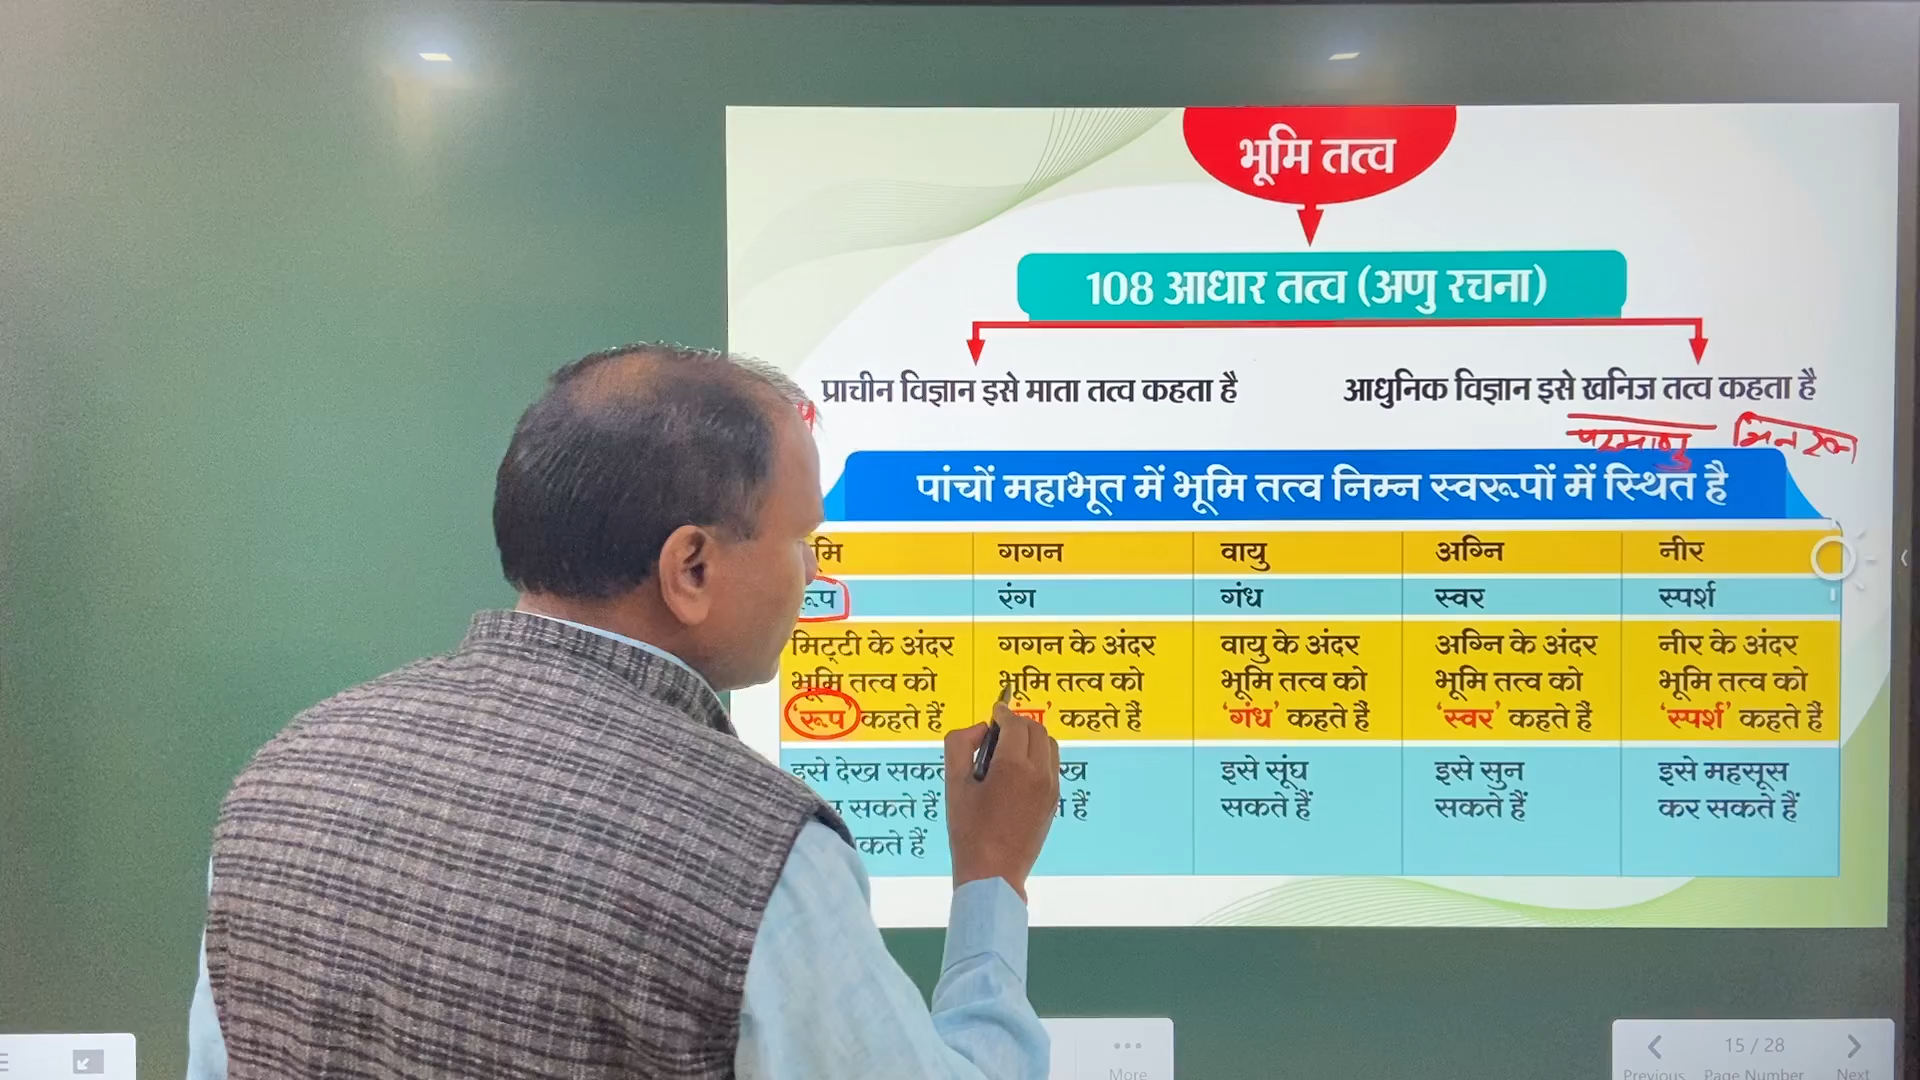 भूमि तत्व
108 आधार तत्व (अणु रचना)
प्राचीन विज्ञान इसे माता तत्व कहता है
आधुनिक विज्ञान इसे खनिज तत्व कहता है
परमाणु
पांचों महाभूत में भूमि तत्व निम्न स्वरूपों में स्थित है
गगन
वायु
अग्नि
नीर
रूप
रंग
गंध
स्वर
स्पर्श
मिट्टी के अंदर
भूमि तत्व को
'रूप' कहते हैं
गगन के अंदर
भूमि तत्व को
कहते हैं
वायु के अंदर
भूमि तत्व को
'गंध' कहते हैं
अग्नि के अंदर
भूमि तत्व को
'स्वर' कहते हैं
नीर के अंदर
भूमि तत्व को
'स्पर्श' कहते हैं
इसे देख
सकते हैं
हैं
इसे सूंघ
सकते हैं
इसे सुन
सकते हैं
इसे महसूस
कर सकते हैं
More
15 / 28
Previous Page Number Next